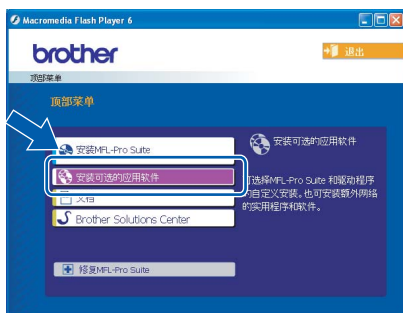 Macromedia Flash Player 6
brother
退出
顶部菜单
顶部菜单
安装MFL-Pro Suite
安装可选的应用软件
文档
Brother Solutions Center
修复MFL-Pro Suite
安装可选的应用软件
可选择MFL-Pro Suite 和驱动程序
的自定义安装。也可安装额外网络
的实用程序和软件。